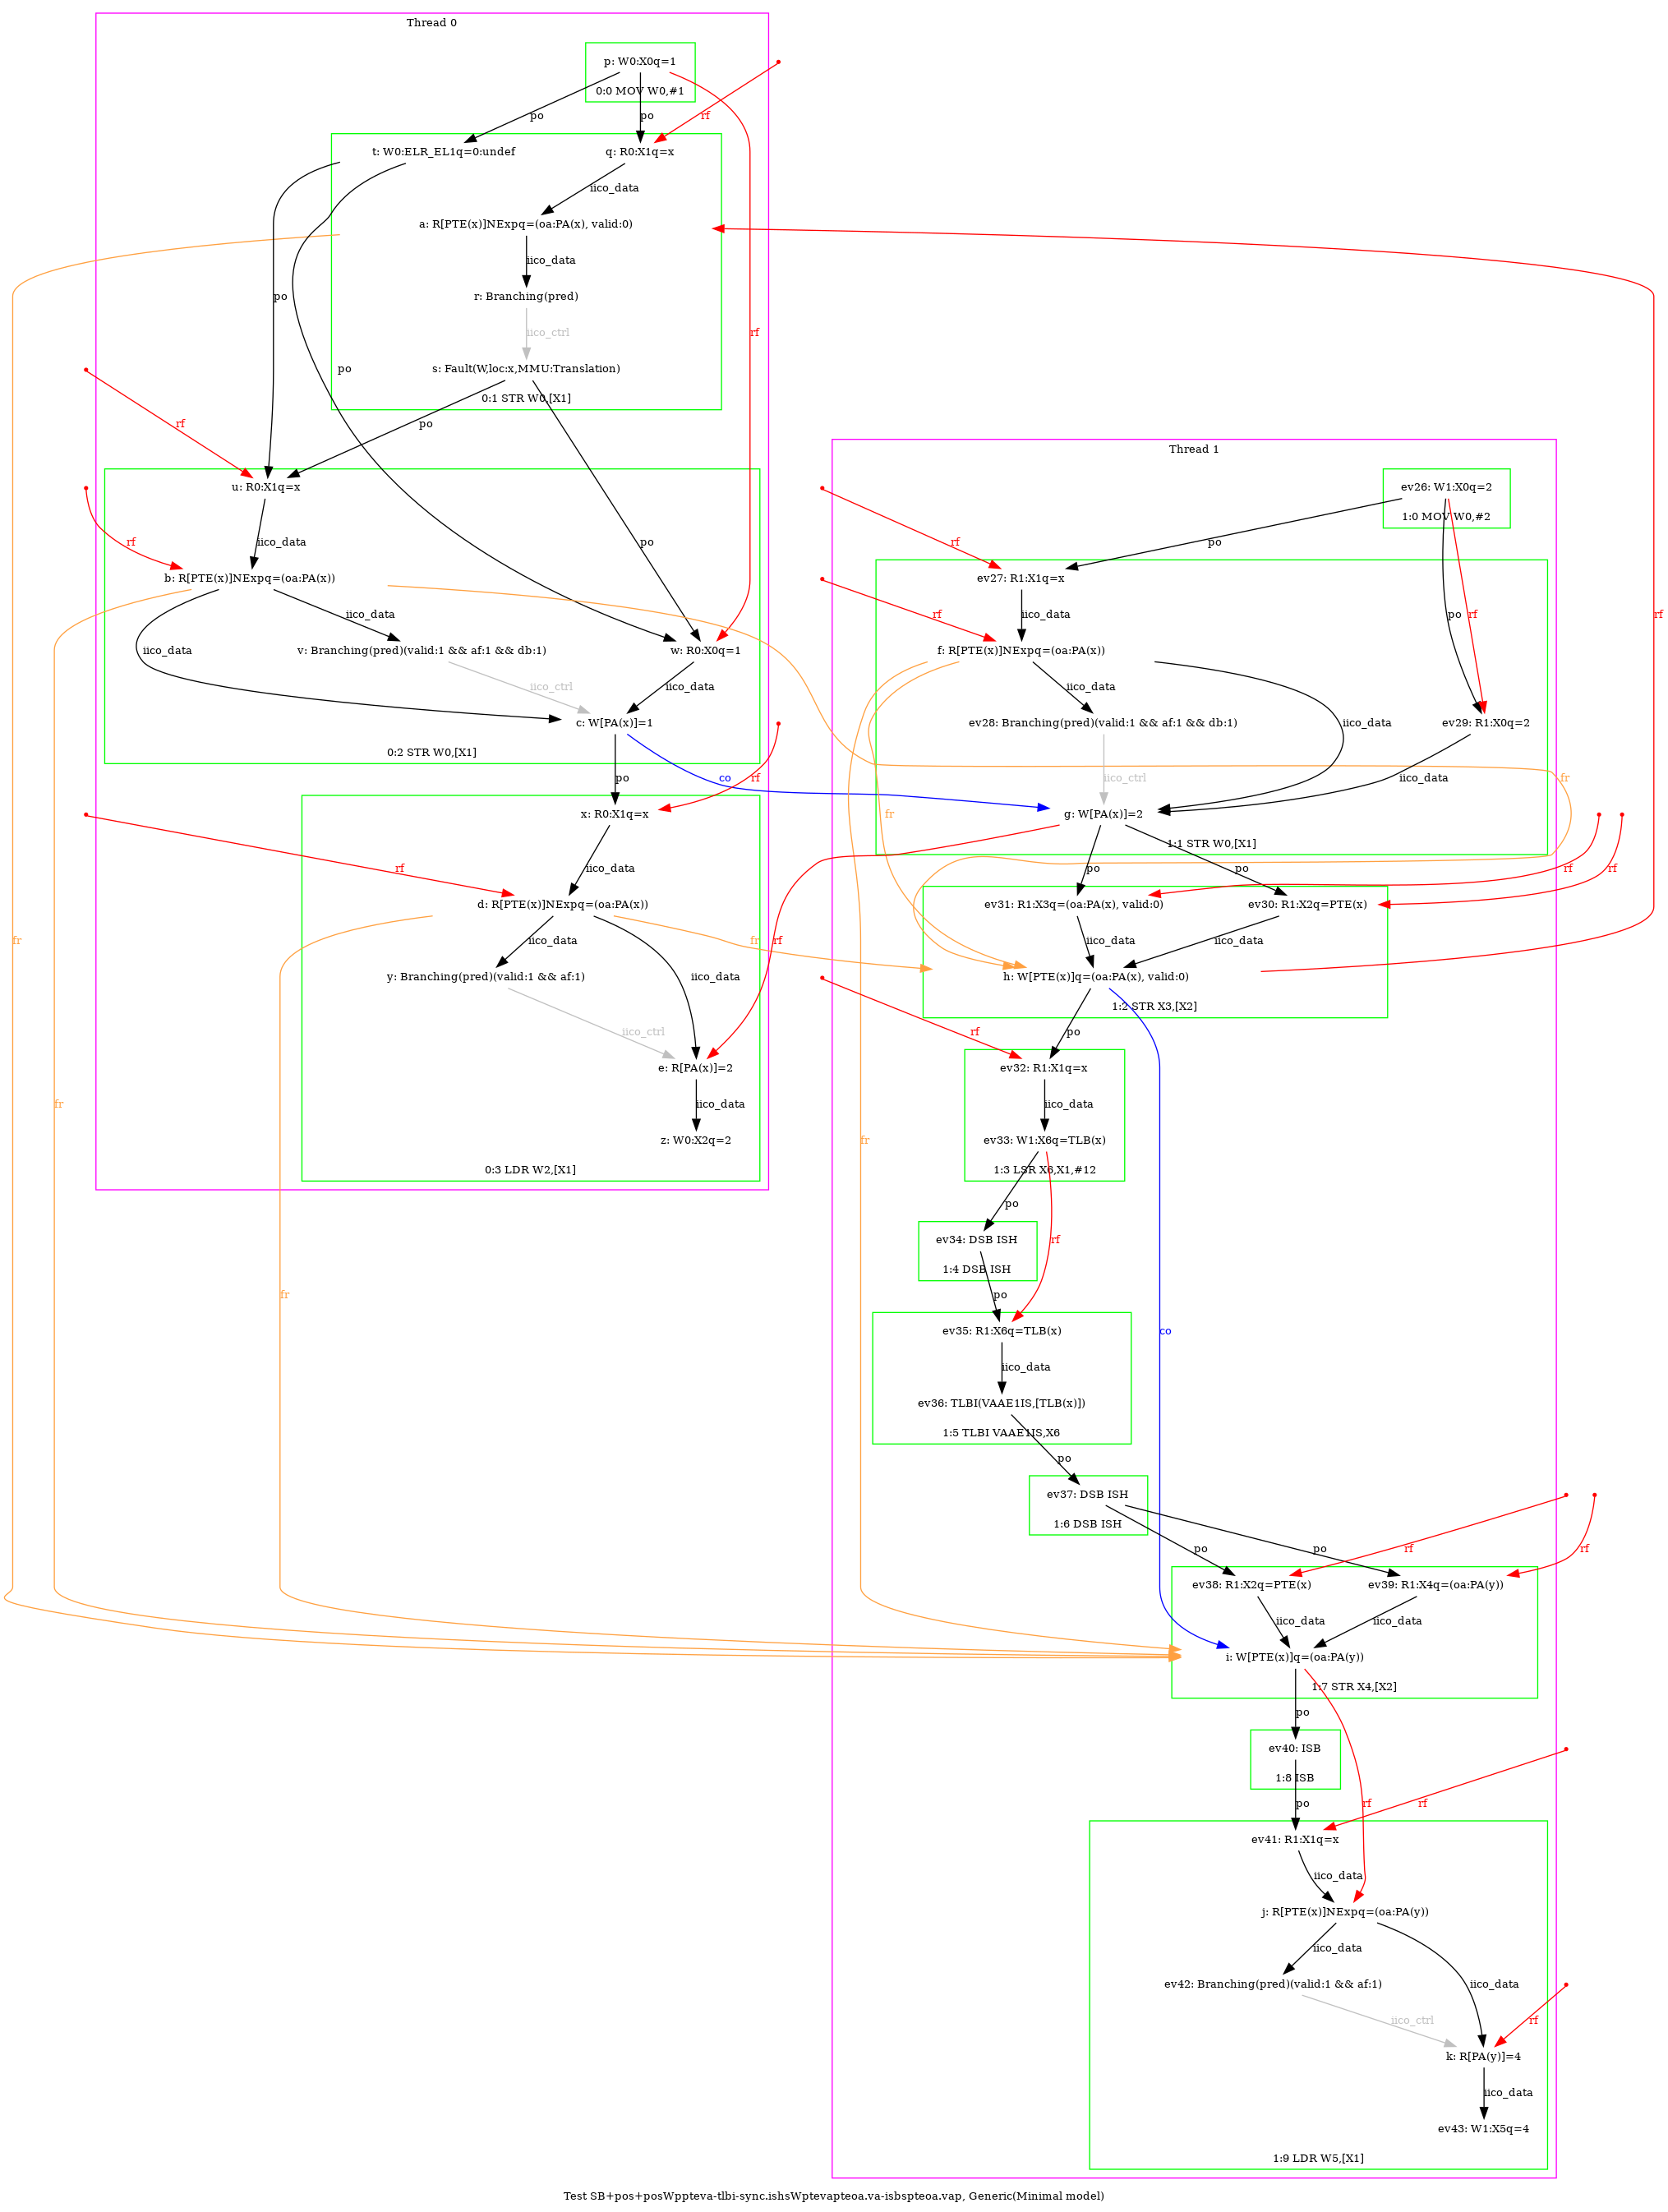 Thread 0
p: W0:X0q=1
0:0 MOV W0,#1
po
po
rf
rf
t: W0:ELR_EL1q=0:undef
q: R0:X1q=x
iico_data
a: R[PTE(x)]NExpq=(oa:PA(x), valid:0)
iico_data
r: Branching(pred)
po
iico_ctrl
po
s: Fault(W,loc:x,MMU:Translation)
0:1 STR W0,[X1]
rf
po
u: R0:X1q=x
rf
iico_data
po
b: R[PTE(x)]NExpq=(oa:PA(x))
iico_data
iico_data
v: Branching(pred)(valid:1 && af:1 && db:1)
w: R0:X0q=1
iico_ctrl
iico_data
c: W[PA(x)]=1
0:2 STR W0,[X1]
po
co
rf
x: R0:X1q=x
rf
iico_data
d: R[PTE(x)]NExpq=(oa:PA(x))
iico_data
iico_data
fr
rf
y: Branching(pred)(valid:1 && af:1)
iico_ctrl
e: R[PA(x)]=2
iico_data
z: W0:X2q=2
0:3 LDR W2,[X1]
fr
fr
fr
Thread 1
ev26: W1:X0q=2
1:0 MOV W0,#2
rf
po
ev27: R1:X1q=x
rf
iico_data
po
rf
rf
f: R[PTE(x)]NExpq=(oa:PA(x))
iico_data
iico_data
ev28: Branching(pred)(valid:1 && af:1 && db:1)
ev29: R1:X0q=2
iico_ctrl
iico_data
fr
fr
g: W[PA(x)]=2
1:1 STR W0,[X1]
po
po
rf
rf
ev31: R1:X3q=(oa:PA(x), valid:0)
ev30: R1:X2q=PTE(x)
iico_data
iico_data
h: W[PTE(x)]q=(oa:PA(x), valid:0)
1:2 STR X3,[X2]
rf
po
ev32: R1:X1q=x
iico_data
ev33: W1:X6q=TLB(x)
1:3 LSR X6,X1,#12
fr
po
ev34: DSB ISH
rf
1:4 DSB ISH
po
ev35: R1:X6q=TLB(x)
co
iico_data
ev36: TLBI(VAAE1IS,[TLB(x)])
1:5 TLBI VAAE1IS,X6
po
ev37: DSB ISH
1:6 DSB ISH
po
po
rf
rf
ev38: R1:X2q=PTE(x)
ev39: R1:X4q=(oa:PA(y))
iico_data
iico_data
i: W[PTE(x)]q=(oa:PA(y))
1:7 STR X4,[X2]
po
ev40: ISB
1:8 ISB
po
rf
rf
ev41: R1:X1q=x
iico_data
j: R[PTE(x)]NExpq=(oa:PA(y))
iico_data
iico_data
ev42: Branching(pred)(valid:1 && af:1)
iico_ctrl
rf
k: R[PA(y)]=4
iico_data
ev43: W1:X5q=4
1:9 LDR W5,[X1]
Test SB+pos+posWppteva-tlbi-sync.ishsWptevapteoa.va-isbspteoa.vap, Generic(Minimal model)